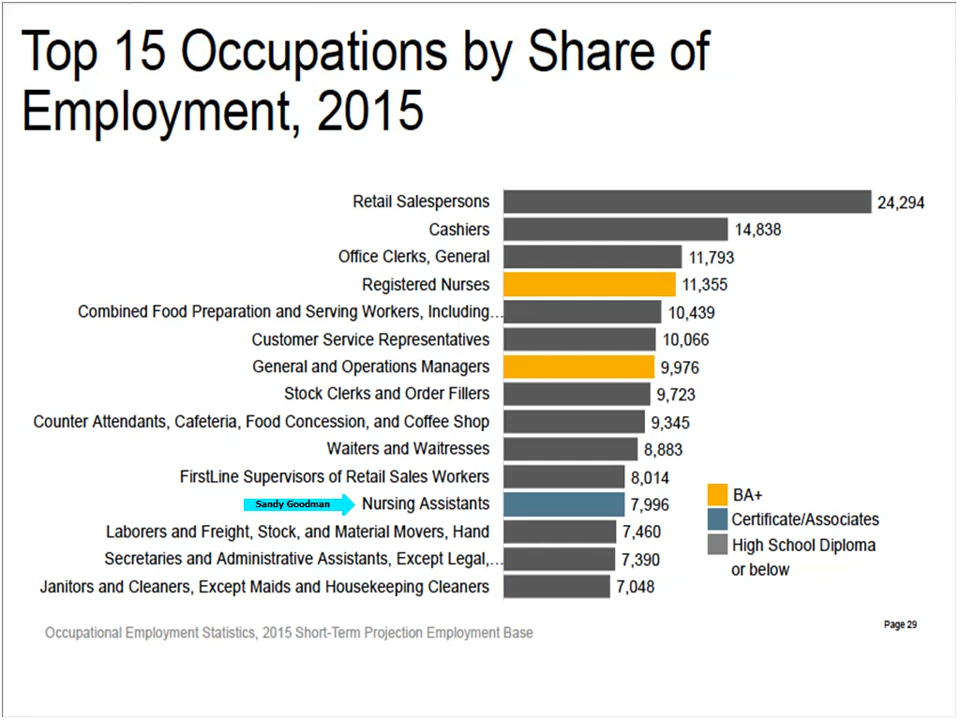 Top 15 Occupations by Share of
Employment, 2015
Retail Salespersons 24,294
Cashiers 14,838
Office Clerks, General 11,793
Registered Nurses 11,355
Combined Food Preparation and Serving Workers, Including... 10,439
Customer Service Representatives 10,066
General and Operations Managers 9,976
Stock Clerks and Order Fillers 9,723
Counter Attendants, Cafeteria, Food Concession, and Coffee Shop 9,345
Waiters and Waitresses 8,883
FirstLine Supervisors of Retail Sales Workers 8,014
Sandy Goodman Nursing Assistants 7,996
Laborers and Freight, Stock, and Material Movers, Hand 7,460
Secretaries and Administrative Assistants, Except Legal,... 7,390
Janitors and Cleaners, Except Maids and Housekeeping Cleaners 7,048
BA+
Certificate/Associates
High School Diploma
or below
Occupational Employment Statistics, 2015 Short-Term Projection Employment Base
Page 29